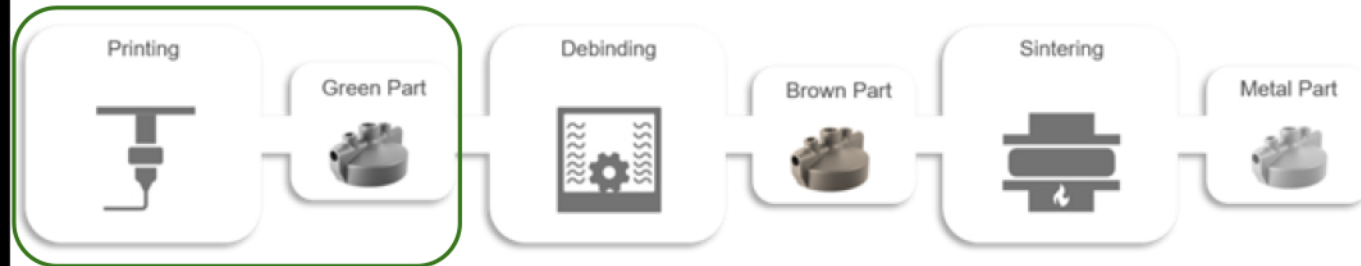 Printing
Green Part
Debinding
Brown Part
Sintering
Metal Part